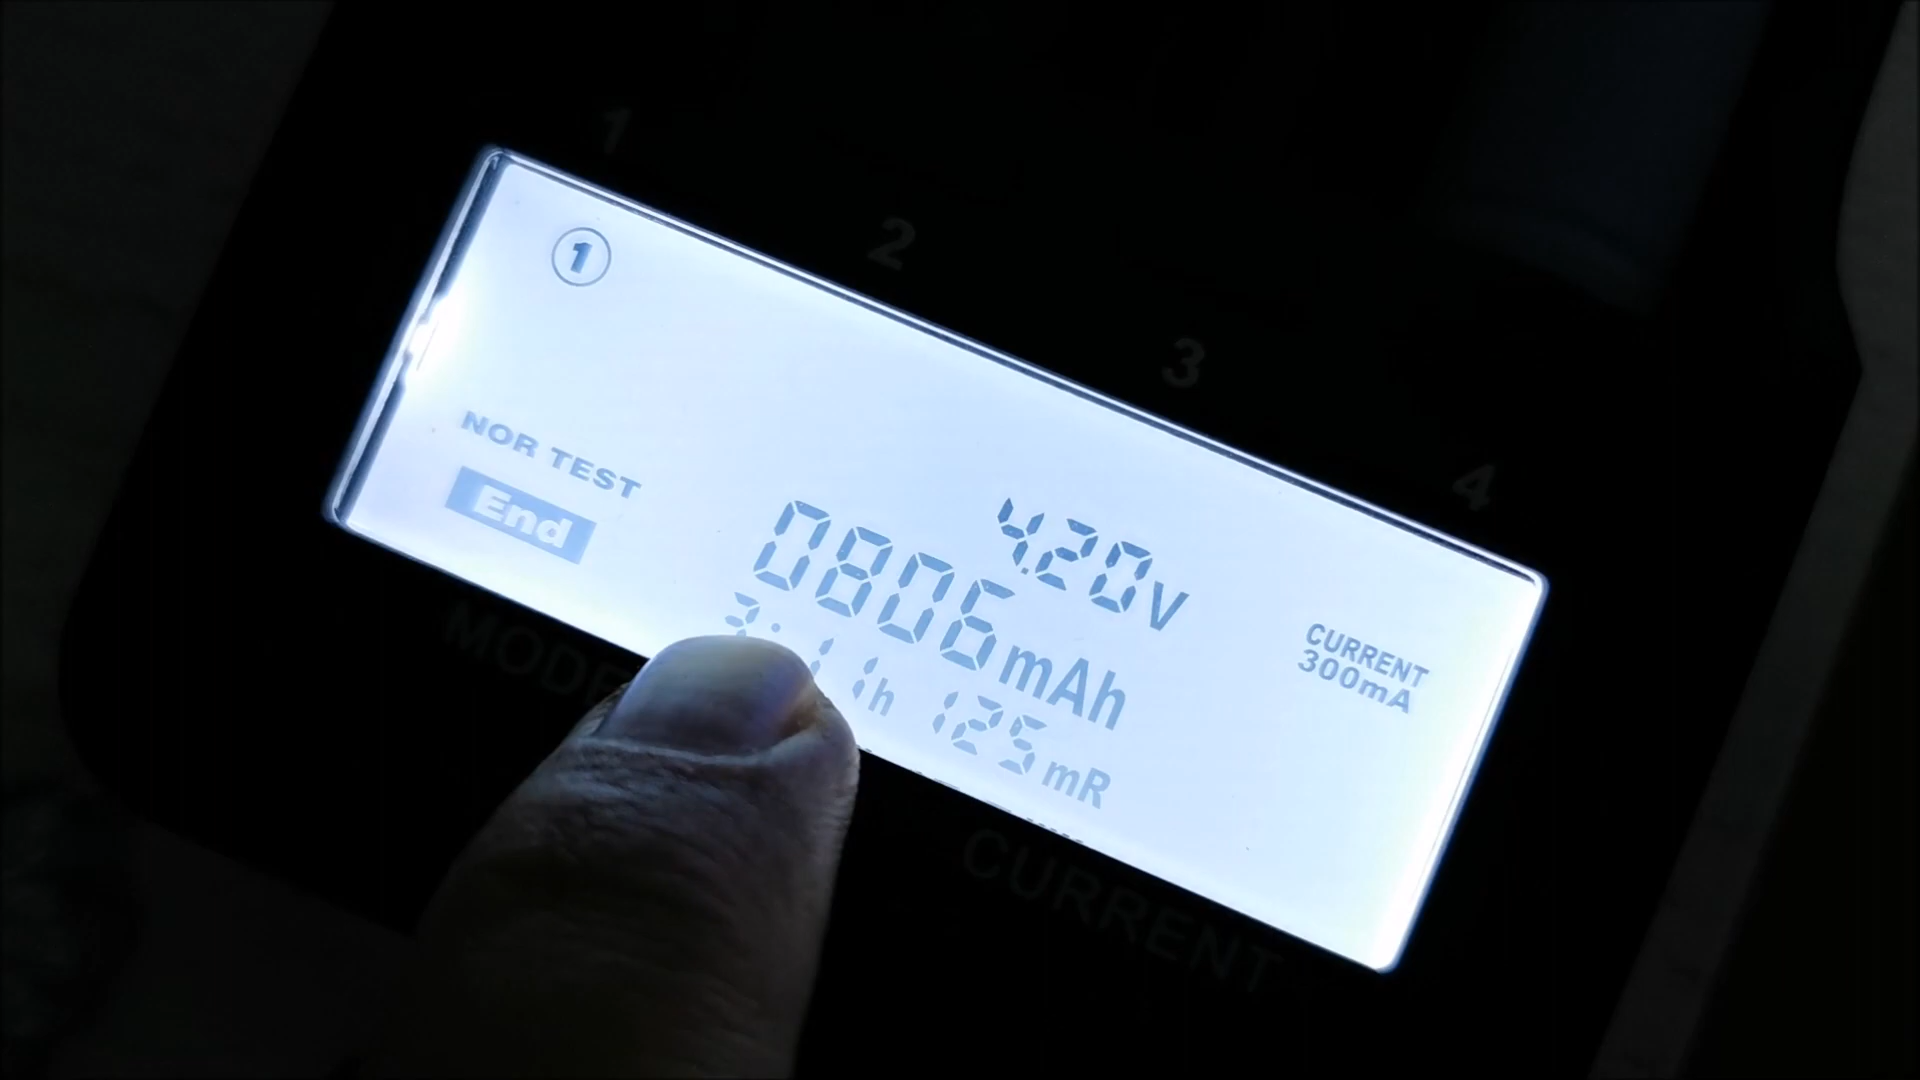 1 2 3 4
1
NOR TEST
End
4.20V
0806mAh
125mR
CURRENT
300mA
MODE
CURRENT